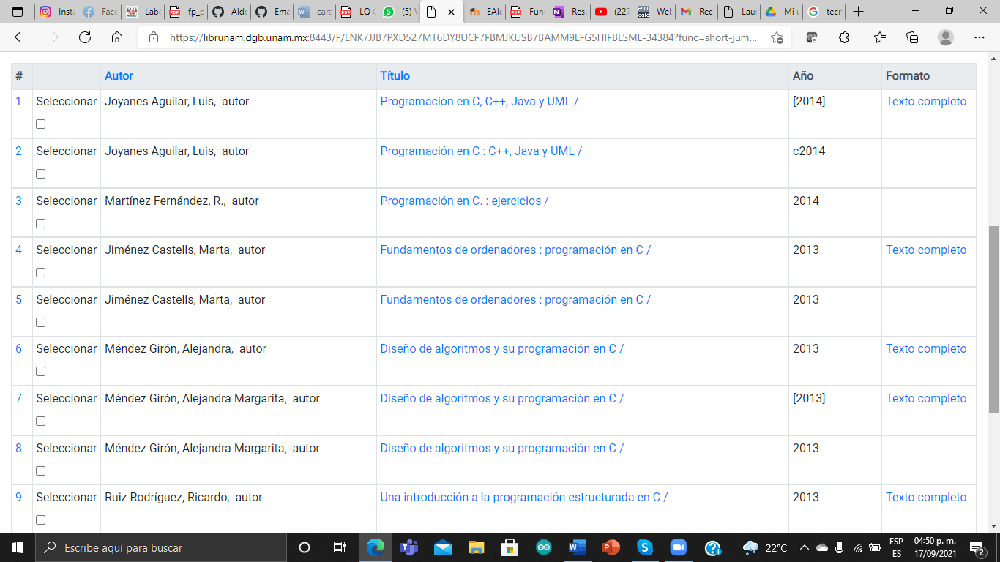 Inst
Face
Labo
fp_p
Aldo
Ema
cara
LQ (
(5) W
EAlo
Fun
Resu
(227
Web
Reci
Laur
Mi u
tecr
https://librunam.dgb.unam.mx:8443/F/LNK7JJB7PXD527MT6DY8UCF7FBMJKUSB7BAMM9LFG5HIFBLSML-34384?func=short-jum...
# Autor Título Año Formato
1 Seleccionar Joyanes Aguilar, Luis, autor Programación en C, C++, Java y UML / [2014] Texto completo
2 Seleccionar Joyanes Aguilar, Luis, autor Programación en C : C++, Java y UML / c2014
3 Seleccionar Martínez Fernández, R., autor Programación en C. : ejercicios / 2014
4 Seleccionar Jiménez Castells, Marta, autor Fundamentos de ordenadores : programación en C / 2013 Texto completo
5 Seleccionar Jiménez Castells, Marta, autor Fundamentos de ordenadores : programación en C / 2013
6 Seleccionar Méndez Girón, Alejandra, autor Diseño de algoritmos y su programación en C / 2013 Texto completo
7 Seleccionar Méndez Girón, Alejandra Margarita, autor Diseño de algoritmos y su programación en C / [2013] Texto completo
8 Seleccionar Méndez Girón, Alejandra Margarita, autor Diseño de algoritmos y su programación en C / 2013
9 Seleccionar Ruiz Rodríguez, Ricardo, autor Una introducción a la programación estructurada en C / 2013 Texto completo
Escribe aquí para buscar
22°C
ESP
ES
04:50 p. m.
17/09/2021
2